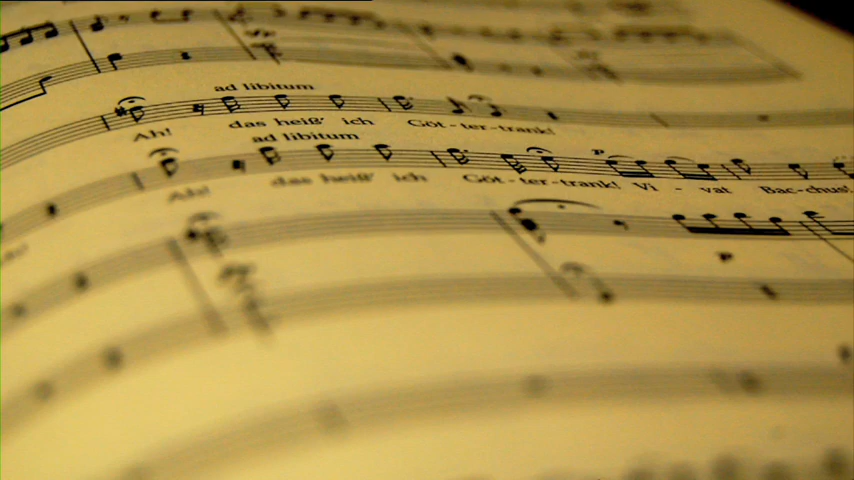 ad libitum
Ah! das heiß' ich Göt-ter-trank!
ad libitum
Ah! das heiß' ich Göt-ter-trank! Vi - vat Bac-chus!